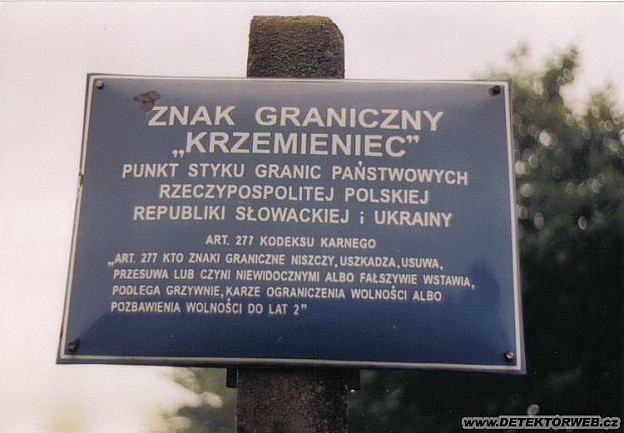 ZNAK GRANICZNY
„KRZEMIENIEC”
PUNKT STYKU GRANIC PAŃSTWOWYCH
RZECZYPOSPOLITEJ POLSKIEJ
REPUBLIKI SŁOWACKIEJ i UKRAINY
ART. 277 KODEKSU KARNEGO
„ART. 277 KTO ZNAKI GRANICZNE NISZCZY, USZKADZA, USUWA,
PRZESUWA LUB CZYNI NIEWIDOCZNYMI ALBO FAŁSZYWIE WSTAWIA,
PODLEGA GRZYWNIE, KARZE OGRANICZENIA WOLNOŚCI ALBO
POZBAWIENIA WOLNOŚCI DO LAT 2”
WWW.DETEKTORWEB.CZ